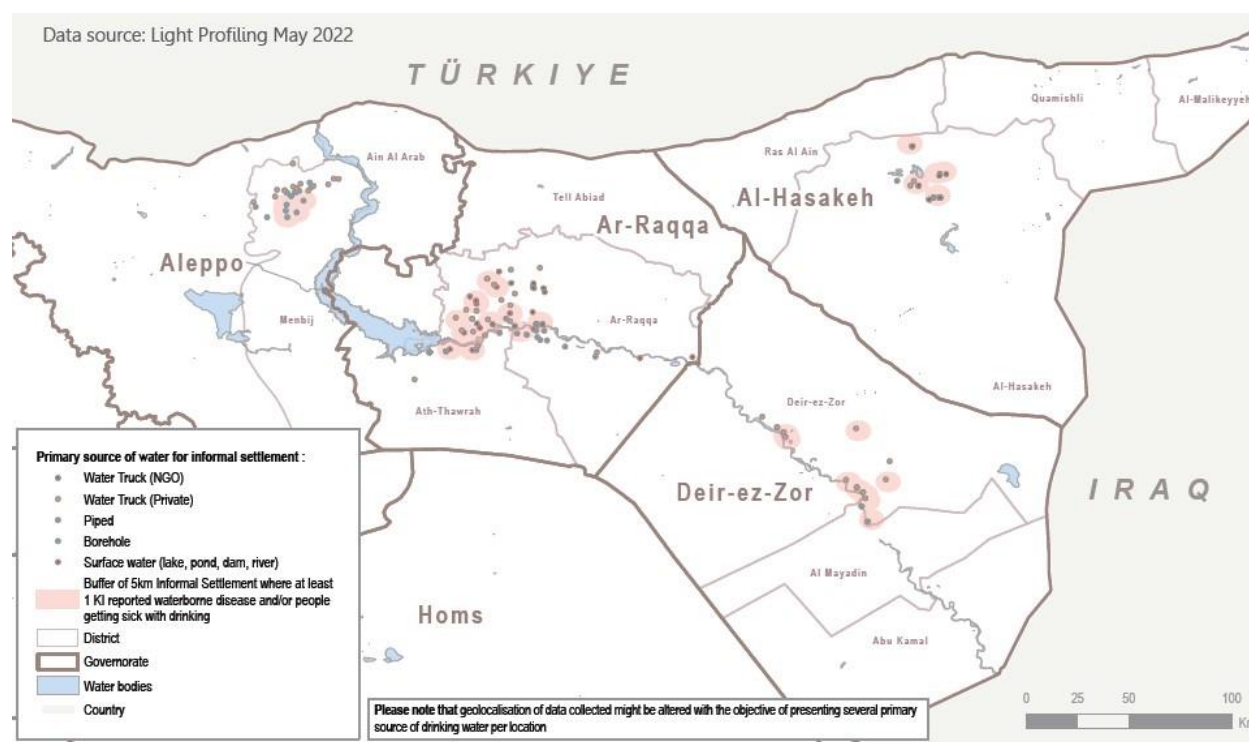 Data source: Light Profiling May 2022
TÜRKIYE
Quamishli
Al-Malikeyyeh
Ain Al Arab
Ras Al Ain
Tell Abiad
Al-Hasakeh
Ar-Raqqa
Aleppo
Menbij
Ar-Raqqa
Al-Hasakeh
Ath-Thawrah
Deir-ez-Zor
Deir-ez-Zor
IRAQ
Al Mayadin
Homs
Abu Kamal
Primary source of water for informal settlement :
Water Truck (NGO)
Water Truck (Private)
Piped
Borehole
Surface water (lake, pond, dam, river)
Buffer of 5km Informal Settlement where at least
1 KI reported waterborne disease and/or people
getting sick with drinking
District
Governorate
Water bodies
Country
Please note that geolocalisation of data collected might be altered with the objective of presenting several primary
source of drinking water per location
0 25 50 100